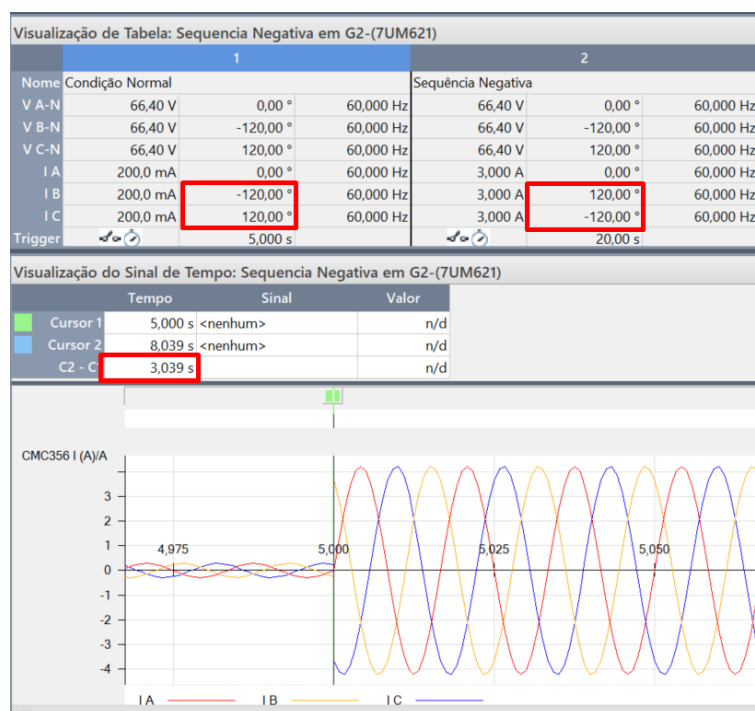 Visualização de Tabela: Sequencia Negativa em G2-(7UM621)
1 2
Nome Condição Normal Sequência Negativa
V A-N 66,40 V 0,00 ° 60,000 Hz 66,40 V 0,00 ° 60,000 Hz
V B-N 66,40 V -120,00 ° 60,000 Hz 66,40 V -120,00 ° 60,000 Hz
V C-N 66,40 V 120,00 ° 60,000 Hz 66,40 V 120,00 ° 60,000 Hz
I A 200,0 mA 0,00 ° 60,000 Hz 3,000 A 0,00 ° 60,000 Hz
I B 200,0 mA -120,00 ° 60,000 Hz 3,000 A 120,00 ° 60,000 Hz
I C 200,0 mA 120,00 ° 60,000 Hz 3,000 A -120,00 ° 60,000 Hz
Trigger 5,000 s 20,00 s
Visualização do Sinal de Tempo: Sequencia Negativa em G2-(7UM621)
Tempo Sinal Valor
Cursor 1 5,000 s <nenhum> n/d
Cursor 2 8,039 s <nenhum> n/d
C2 - C 3,039 s n/d
CMC356 I (A)/A
3
2
1
4,975 5,000 5,025 5,050
0
-1
-2
-3
-4
I A I B I C